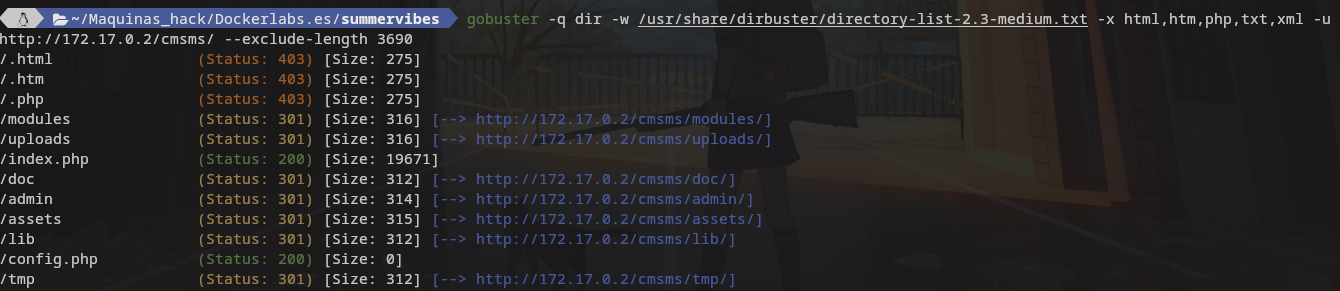 ~/Maquinas_hack/Dockerlabs.es/summervibes gobuster -q dir -w /usr/share/dirbuster/directory-list-2.3-medium.txt -x html,htm,php,txt,xml -u
http://172.17.0.2/cmsms/ --exclude-length 3690
/.html (Status: 403) [Size: 275]
/.htm (Status: 403) [Size: 275]
/.php (Status: 403) [Size: 275]
/modules (Status: 301) [Size: 316] [--> http://172.17.0.2/cmsms/modules/]
/uploads (Status: 301) [Size: 316] [--> http://172.17.0.2/cmsms/uploads/]
/index.php (Status: 200) [Size: 19671]
/doc (Status: 301) [Size: 312] [--> http://172.17.0.2/cmsms/doc/]
/admin (Status: 301) [Size: 314] [--> http://172.17.0.2/cmsms/admin/]
/assets (Status: 301) [Size: 315] [--> http://172.17.0.2/cmsms/assets/]
/lib (Status: 301) [Size: 312] [--> http://172.17.0.2/cmsms/lib/]
/config.php (Status: 200) [Size: 0]
/tmp (Status: 301) [Size: 312] [--> http://172.17.0.2/cmsms/tmp/]